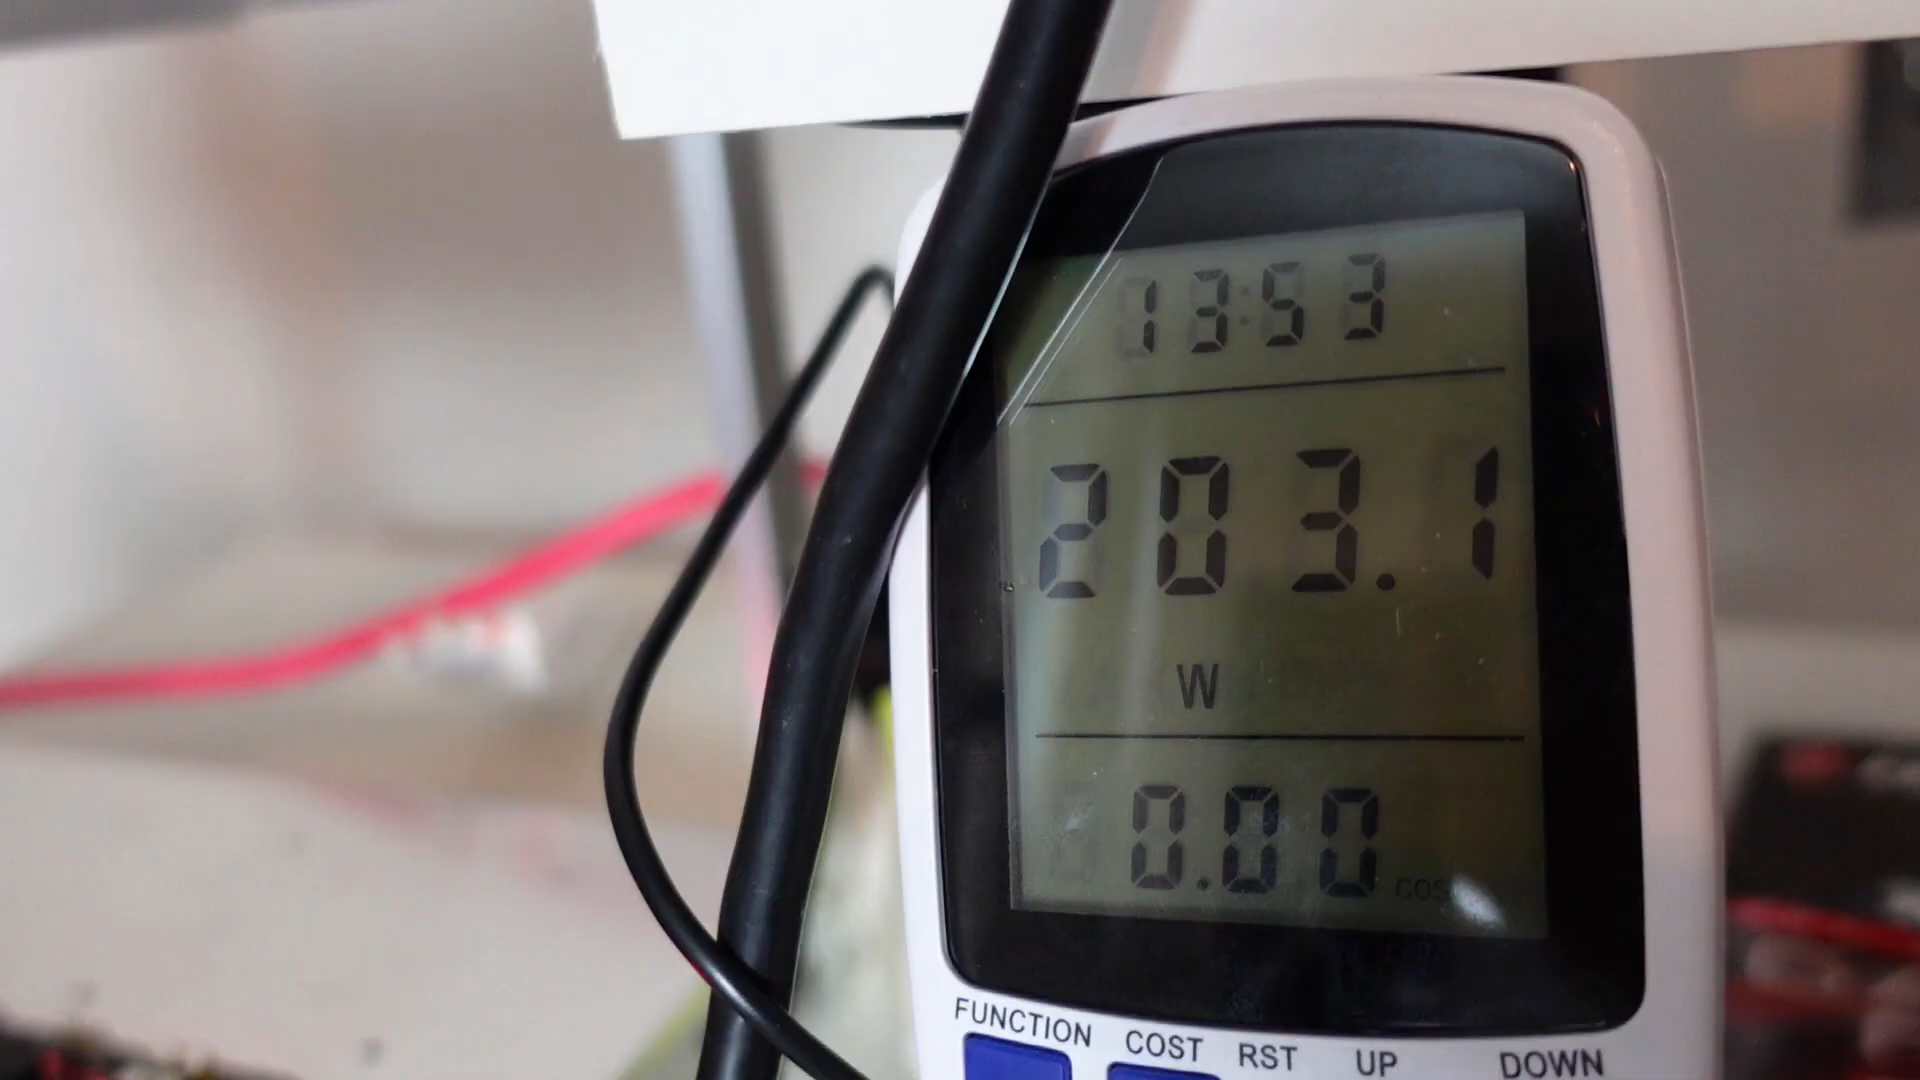 13:53
203.1
W
0.00 COS
FUNCTION COST RST UP DOWN